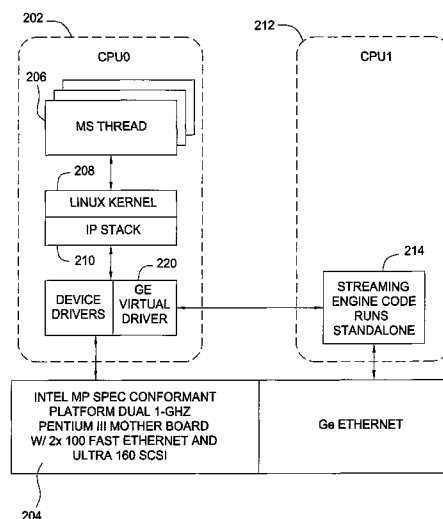 202
212
CPU0
CPU1
206
MS THREAD
208
LINUX KERNEL
IP STACK
210
220
214
DEVICE
DRIVERS
GE
VIRTUAL
DRIVER
STREAMING
ENGINE CODE
RUNS
STANDALONE
INTEL MP SPEC CONFORMANT
PLATFORM DUAL 1-GHZ
PENTIUM III MOTHER BOARD
W/ 2x 100 FAST ETHERNET AND
ULTRA 160 SCSI
Ge ETHERNET
204